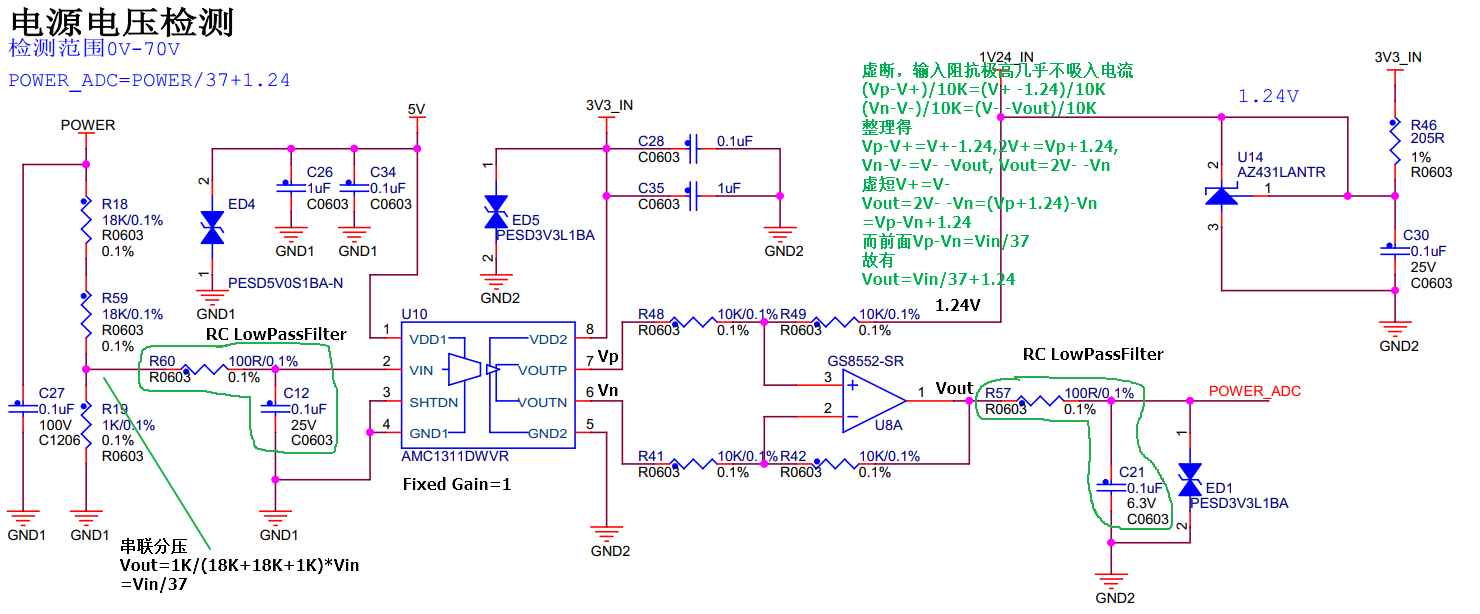 电源电压检测
检测范围0V-70V
POWER_ADC=POWER/37+1.24
POWER
R18
18K/0.1%
R0603
0.1%
R59
18K/0.1%
R0603
0.1%
C27
0.1uF
100V
C1206
R19
1K/0.1%
0.1%
R0603
GND1
GND1
5V
2
ED4
1
PESD5V0S1BA-N
GND1
C26
1uF
C0603
GND1
C34
0.1uF
C0603
GND1
RC LowPassFilter
R60
100R/0.1%
R0603
0.1%
C12
0.1uF
25V
C0603
GND1
串联分压
Vout=1K/(18K+18K+1K)*Vin
=Vin/37
3V3_IN
1
ED5
PESD3V3L1BA
2
GND2
C28
0.1uF
C0603
C35
1uF
C0603
GND2
U10
1
VDD1
VDD2
8
2
VIN
VOUTP
7
Vp
3
SHTDN
VOUTN
6
Vn
4
GND1
GND2
5
AMC1311DWVR
Fixed Gain=1
GND2
R48
10K/0.1%
R0603
0.1%
R49
10K/0.1%
R0603
0.1%
1.24V
R41
10K/0.1%
R0603
0.1%
R42
10K/0.1%
R0603
0.1%
GS8552-SR
3
+
2
-
1
U8A
Vout
1V24_IN
虚断，输入阻抗极高几乎不吸入电流
(Vp-V+)/10K=(V+ -1.24)/10K
(Vn-V-)/10K=(V- -Vout)/10K
整理得
Vp-V+=V+-1.24,2V+=Vp+1.24,
Vn-V-=V- -Vout, Vout=2V- -Vn
虚短V+=V-
Vout=2V- -Vn=(Vp+1.24)-Vn
=Vp-Vn+1.24
而前面Vp-Vn=Vin/37
故有
Vout=Vin/37+1.24
1.24V
3V3_IN
R46
205R
1%
R0603
U14
AZ431LANTR
2
1
3
C30
0.1uF
25V
C0603
GND2
RC LowPassFilter
R57
100R/0.1%
R0603
0.1%
POWER_ADC
C21
0.1uF
6.3V
C0603
1
ED1
PESD3V3L1BA
2
GND2